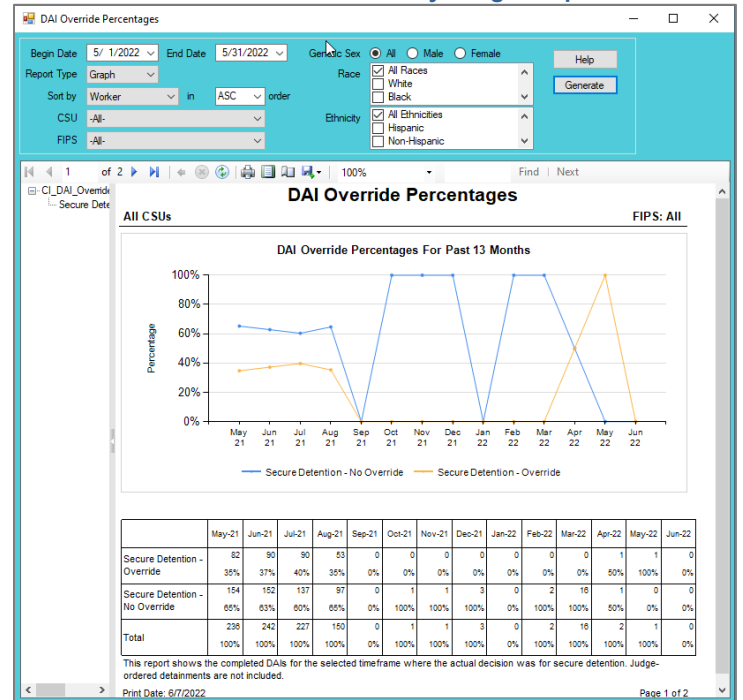 DAI Override Percentages
Begin Date 5/ 1/2022 End Date 5/31/2022 Genetic Sex All Male Female Help
Report Type Graph Race All Races White Black Generate
Sort by Worker in ASC order
CSU -All- Ethnicity All Ethnicities Hispanic Non-Hispanic
FIPS -All-
1 of 2 100% Find | Next
CI_DAI_Override
Secure Dete
DAI Override Percentages
All CSUs FIPS: All
DAI Override Percentages For Past 13 Months
Percentage
100%
80%
60%
40%
20%
0%
May 21 Jun 21 Jul 21 Aug 21 Sep 21 Oct 21 Nov 21 Dec 21 Jan 22 Feb 22 Mar 22 Apr 22 May 22 Jun 22
Secure Detention - No Override Secure Detention - Override
May-21 Jun-21 Jul-21 Aug-21 Sep-21 Oct-21 Nov-21 Dec-21 Jan-22 Feb-22 Mar-22 Apr-22 May-22 Jun-22
Secure Detention - Override 82 90 90 53 0 0 0 0 0 0 0 1 1 0
35% 37% 40% 35% 0% 0% 0% 0% 0% 0% 0% 50% 100% 0%
Secure Detention - No Override 154 152 137 97 0 1 1 3 0 2 16 1 0 0
65% 63% 60% 65% 0% 100% 100% 100% 0% 100% 100% 50% 0% 0%
Total 236 242 227 150 0 1 1 3 0 2 16 2 1 0
100% 100% 100% 100% 0% 100% 100% 100% 0% 100% 100% 100% 100% 0%
This report shows the completed DAIs for the selected timeframe where the actual decision was for secure detention. Judge-
ordered detainments are not included.
Print Date: 6/7/2022 Page 1 of 2